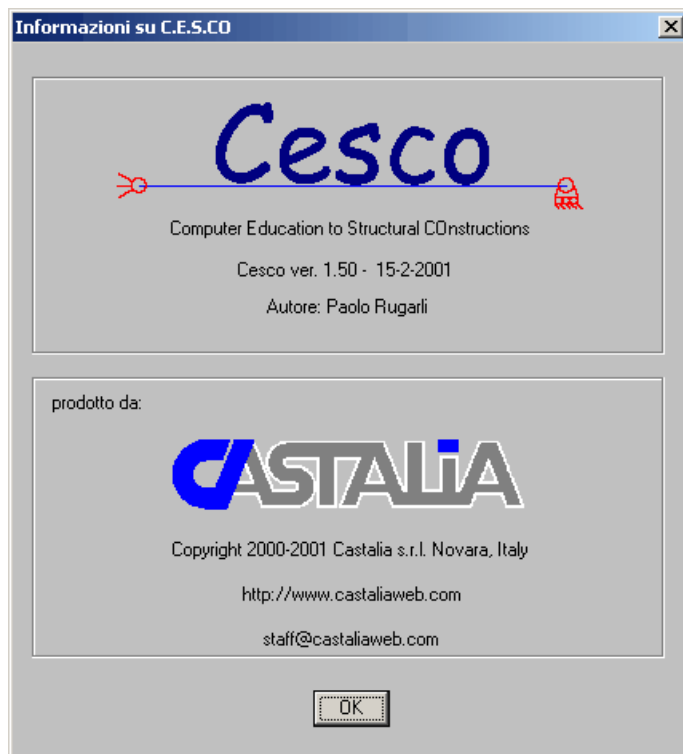 Informazioni su C.E.S.CO
Cesco
Computer Education to Structural COnstructions
Cesco ver. 1.50 - 15-2-2001
Autore: Paolo Rugarli
prodotto da:
CASTALiA
Copyright 2000-2001 Castalia s.r.l. Novara, Italy
http://www.castaliaweb.com
staff@castaliaweb.com
OK